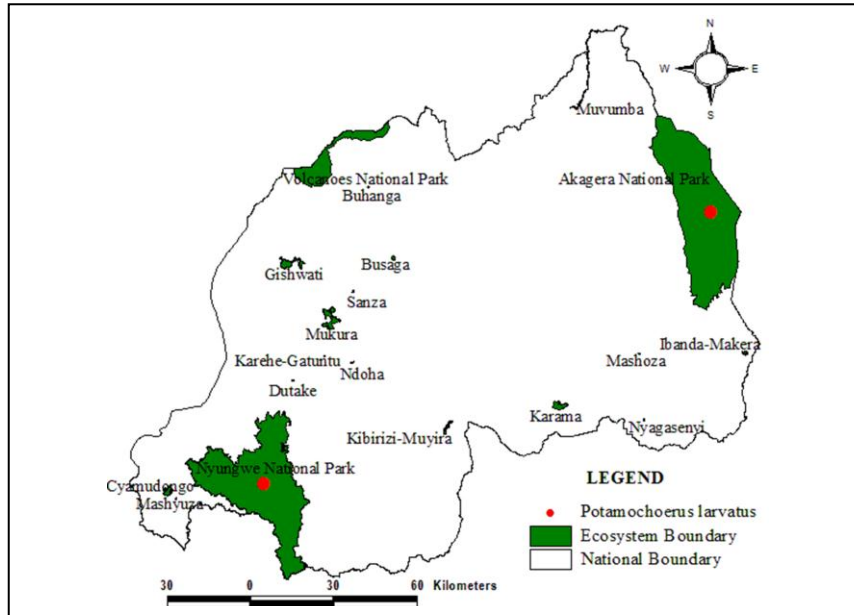 N
W E
S
Muvumba
Volcanoes National Park
Akagera National Park
Buhanga
Gishwati
Busaga
Sanza
Mukura
Ibanda-Makera
Karehe-Gaturitu
Ndoha
Mashoza
Dutake
Karama
Kibirizi-Muyira
Nyagasenyi
Nyungwe National Park
LEGEND
Cyamudongo
Mashyuza
Potamochoerus larvatus
Ecosystem Boundary
National Boundary
30 0 30 60 Kilometers